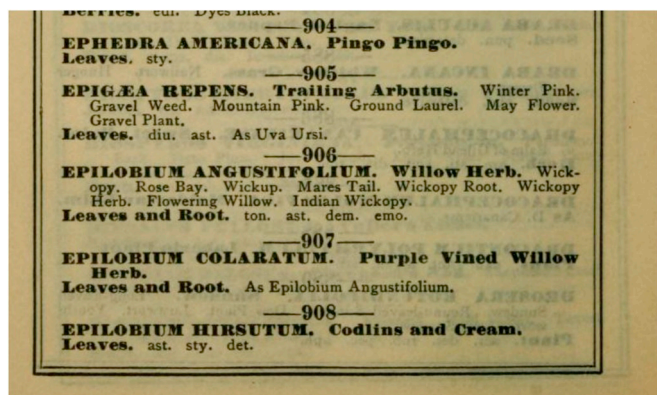 Berries. edi. Dyes Black.
—904—
EPHEDRA AMERICANA. Pingo Pingo.
Leaves. sty.
—905—
EPIGÆA REPENS. Trailing Arbutus. Winter Pink.
Gravel Weed. Mountain Pink. Ground Laurel. May Flower.
Gravel Plant.
Leaves. diu. ast. As Uva Ursi.
—906—
EPILOBIUM ANGUSTIFOLIUM. Willow Herb. Wick-
opy. Rose Bay. Wickup. Mares Tail. Wickopy Root. Wickopy
Herb. Flowering Willow. Indian Wickopy.
Leaves and Root. ton. ast. dem. emo.
—907—
EPILOBIUM COLARATUM. Purple Vined Willow
Herb.
Leaves and Root. As Epilobium Angustifolium.
—908—
EPILOBIUM HIRSUTUM. Codlins and Cream.
Leaves. ast. sty. det.